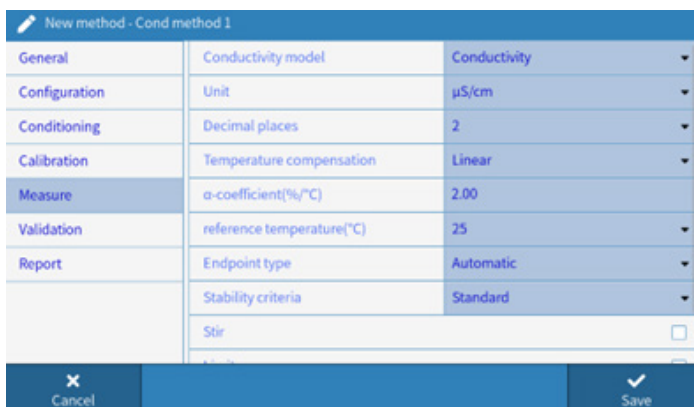 New method - Cond method 1
General
Configuration
Conditioning
Calibration
Measure
Validation
Report
Conductivity model Conductivity
Unit µS/cm
Decimal places 2
Temperature compensation Linear
α-coefficient(%/°C) 2.00
reference temperature(°C) 25
Endpoint type Automatic
Stability criteria Standard
Stir
Cancel
Save